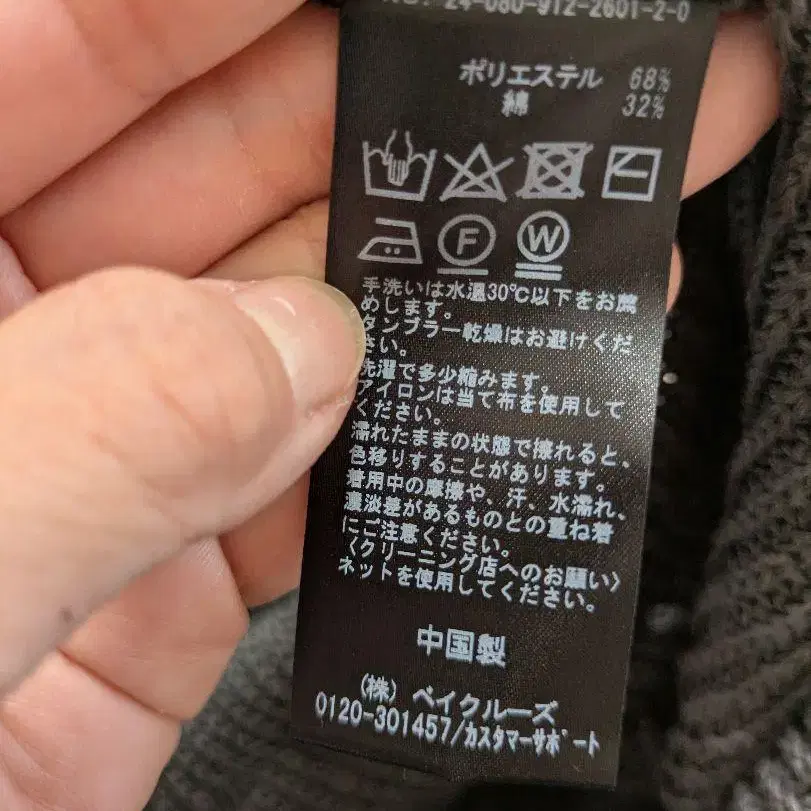 24-080-912-2601-2-0
ポリエステル 68%
綿 32%
F W
手洗いは水温30℃以下をお薦
めします。
タンブラー乾燥はお避けくだ
さい。
洗濯で多少縮みます。
アイロンは当て布を使用して
ください。
濡れたままの状態で擦れると、
色移りすることがあります。
着用中の摩擦や、汗、水濡れ、
濃淡差があるものとの重ね着
にご注意ください。
〈クリーニング店へのお願い〉
ネットを使用してください。
中国製
(株) ベイクルーズ
0120-301457/カスタマーサポート